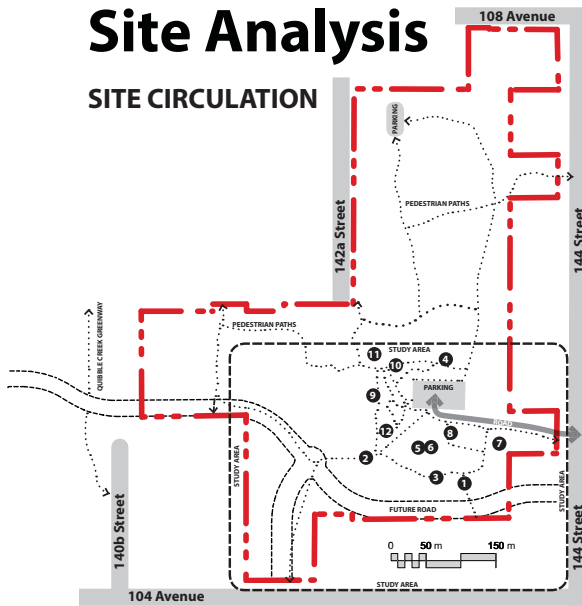 Site Analysis
108 Avenue
SITE CIRCULATION
PARKING
PEDESTRIAN PATHS
142a Street
144 Street
QUIBBLE CREEK GREENWAY
PEDESTRIAN PATHS
STUDY AREA
11
10
4
PARKING
9
ROAD
12
8
7
5
6
2
3
1
STUDY AREA
STUDY AREA
FUTURE ROAD
140b Street
144 Street
0 50 m 150 m
STUDY AREA
104 Avenue